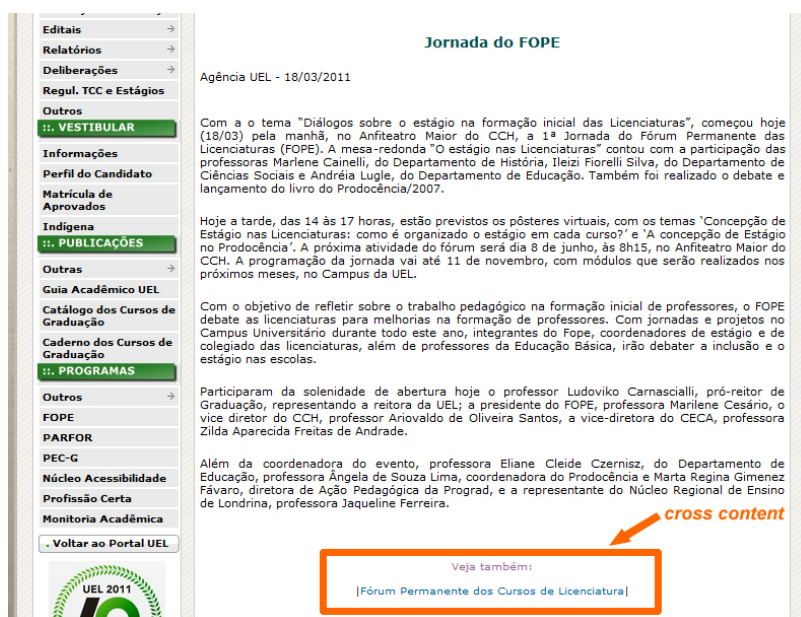 Editais
Relatórios
Deliberações
Regul. TCC e Estágios
Outros
::. VESTIBULAR
Informações
Perfil do Candidato
Matrícula de
Aprovados
Indígena
::. PUBLICAÇÕES
Outras
Guia Acadêmico UEL
Catálogo dos Cursos de
Graduação
Caderno dos Cursos de
Graduação
::. PROGRAMAS
Outros
FOPE
PARFOR
PEC-G
Núcleo Acessibilidade
Profissão Certa
Monitoria Acadêmica
. Voltar ao Portal UEL
UEL 2011
Jornada do FOPE
Agência UEL - 18/03/2011
Com a o tema "Diálogos sobre o estágio na formação inicial das Licenciaturas", começou hoje
(18/03) pela manhã, no Anfiteatro Maior do CCH, a 1ª Jornada do Fórum Permanente das
Licenciaturas (FOPE). A mesa-redonda "O estágio nas Licenciaturas" contou com a participação das
professoras Marlene Cainelli, do Departamento de História, Ileizi Fiorelli Silva, do Departamento de
Ciências Sociais e Andréia Lugle, do Departamento de Educação. Também foi realizado o debate e
lançamento do livro do Prodocência/2007.
Hoje a tarde, das 14 às 17 horas, estão previstos os pôsteres virtuais, com os temas 'Concepção de
Estágio nas Licenciaturas: como é organizado o estágio em cada curso?' e 'A concepção de Estágio
no Prodocência'. A próxima atividade do fórum será dia 8 de junho, às 8h15, no Anfiteatro Maior do
CCH. A programação da jornada vai até 11 de novembro, com módulos que serão realizados nos
próximos meses, no Campus da UEL.
Com o objetivo de refletir sobre o trabalho pedagógico na formação inicial de professores, o FOPE
debate as licenciaturas para melhorias na formação de professores. Com jornadas e projetos no
Campus Universitário durante todo este ano, integrantes do Fope, coordenadores de estágio e de
colegiado das licenciaturas, além de professores da Educação Básica, irão debater a inclusão e o
estágio nas escolas.
Participaram da solenidade de abertura hoje o professor Ludoviko Carnascialli, pró-reitor de
Graduação, representando a reitora da UEL; a presidente do FOPE, professora Marilene Cesário, o
vice diretor do CCH, professor Ariovaldo de Oliveira Santos, a vice-diretora do CECA, professora
Zilda Aparecida Freitas de Andrade.
Além da coordenadora do evento, professora Eliane Cleide Czernisz, do Departamento de
Educação, professora Ângela de Souza Lima, coordenadora do Prodocência e Marta Regina Gimenez
Fávaro, diretora de Ação Pedagógica da Prograd, e a representante do Núcleo Regional de Ensino
de Londrina, professora Jaqueline Ferreira.
cross content
Veja também:
|Fórum Permanente dos Cursos de Licenciatura|